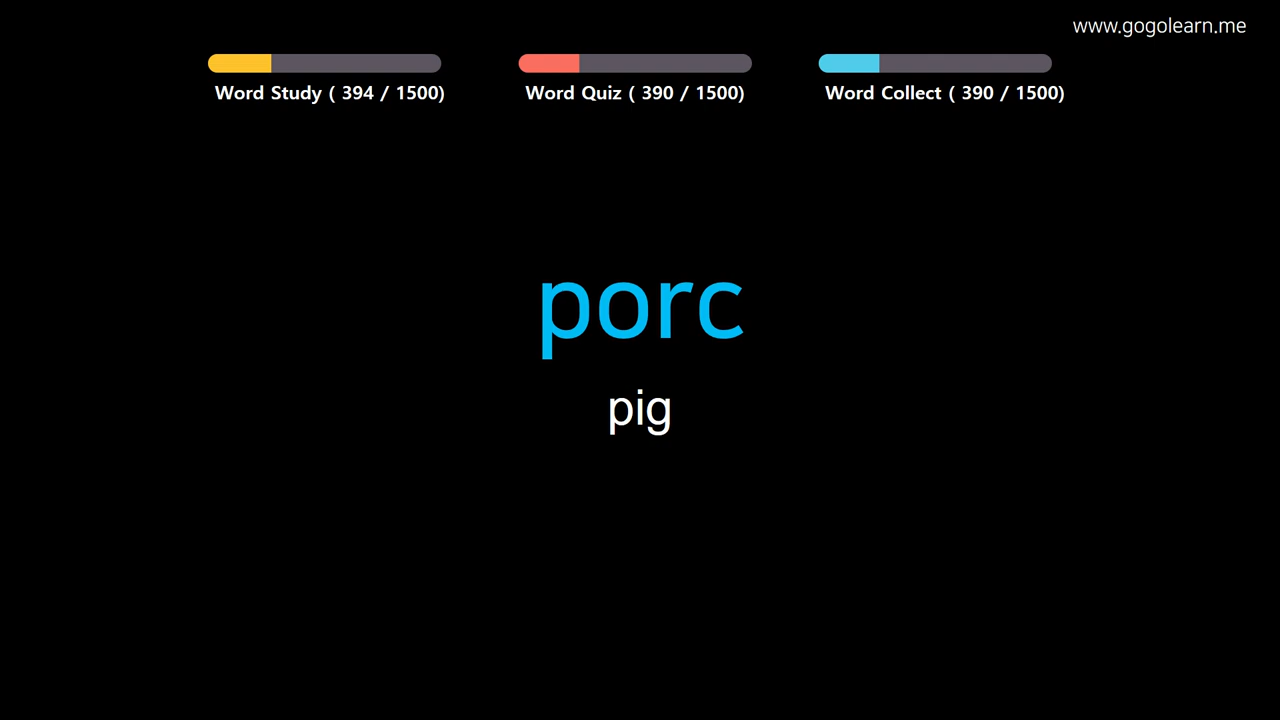 www.gogolearn.me
Word Study ( 394 / 1500)
Word Quiz ( 390 / 1500)
Word Collect ( 390 / 1500)
porc
pig